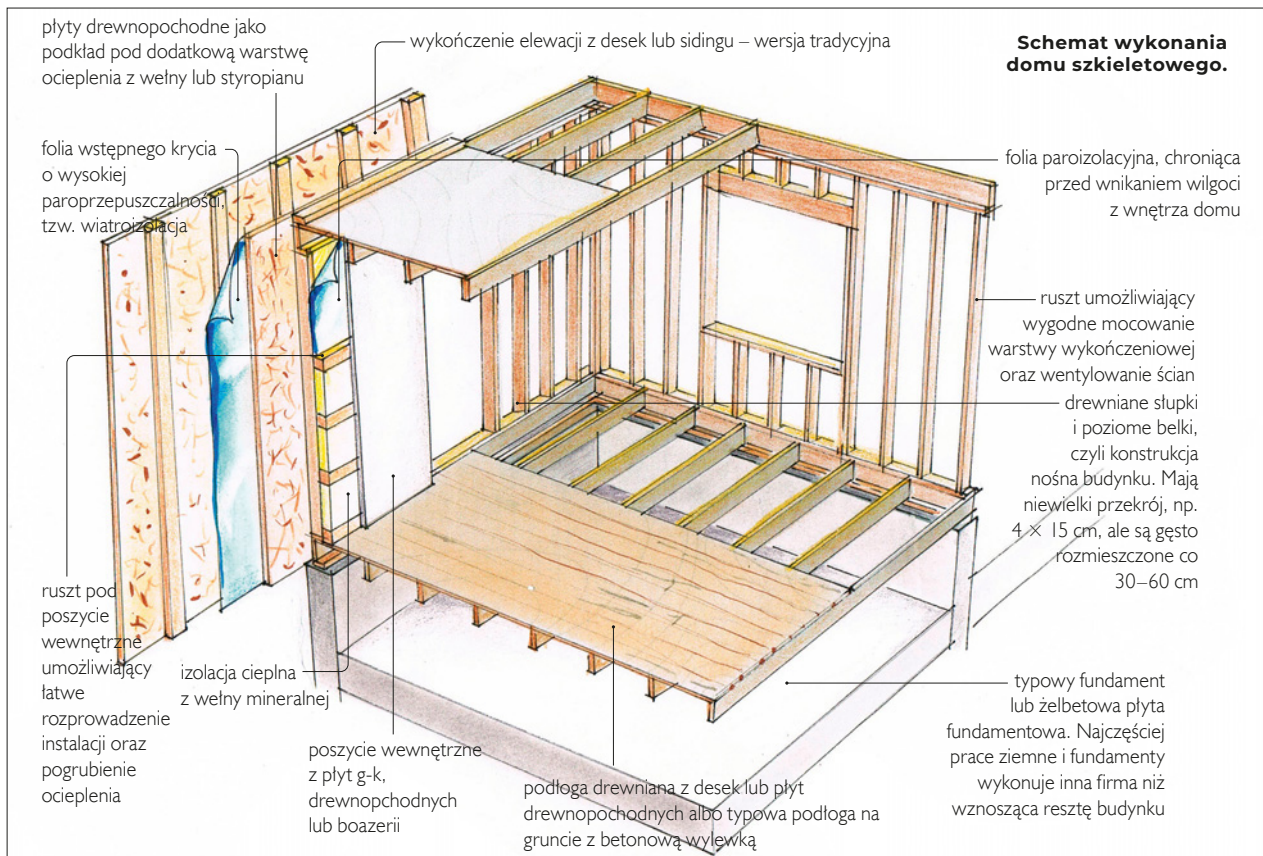 płyty drewnopochodne jako
podkład pod dodatkową warstwę
ocieplenia z wełny lub styropianu
wykończenie elewacji z desek lub sidingu – wersja tradycyjna
Schemat wykonania
domu szkieletowego.
folia wstępnego krycia
o wysokiej
paroprzepuszczalności,
tzw. wiatroizolacja
folia paroizolacyjna, chroniąca
przed wnikaniem wilgoci
z wnętrza domu
ruszt umożliwiający
wygodne mocowanie
warstwy wykończeniowej
oraz wentylowanie ścian
drewniane słupki
i poziome belki,
czyli konstrukcja
nośna budynku. Mają
niewielki przekrój, np.
4 × 15 cm, ale są gęsto
rozmieszczone co
30–60 cm
ruszt pod
poszycie
wewnętrzne
umożliwiający
łatwe
rozprowadzenie
instalacji oraz
pogrubienie
ocieplenia
izolacja cieplna
z wełny mineralnej
poszycie wewnętrzne
z płyt g-k,
drewnopchodnych
lub boazerii
podłoga drewniana z desek lub płyt
drewnopochodnych albo typowa podłoga na
gruncie z betonową wylewką
typowy fundament
lub żelbetowa płyta
fundamentowa. Najczęściej
prace ziemne i fundamenty
wykonuje inna firma niż
wznosząca resztę budynku